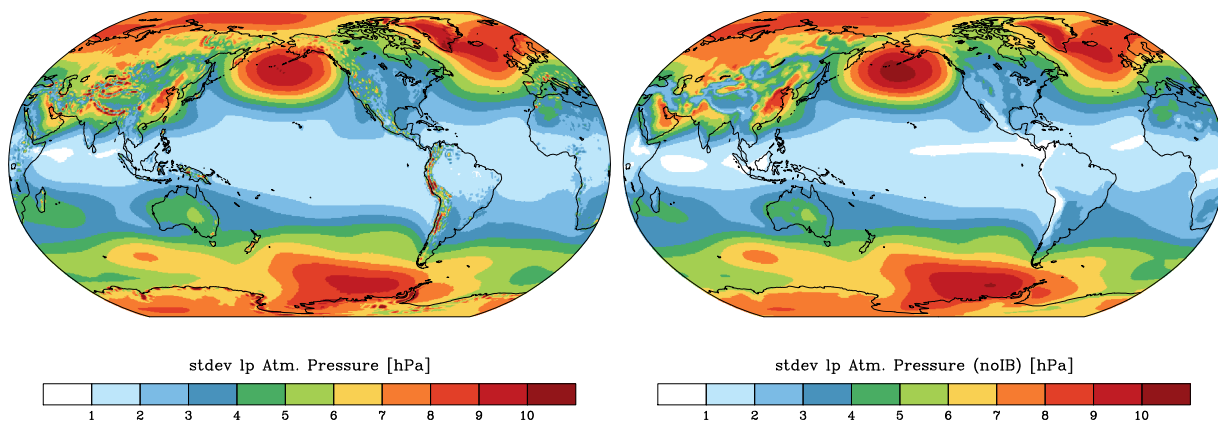 stdev lp Atm. Pressure [hPa]
1 2 3 4 5 6 7 8 9 10
stdev lp Atm. Pressure (noIB) [hPa]
1 2 3 4 5 6 7 8 9 10